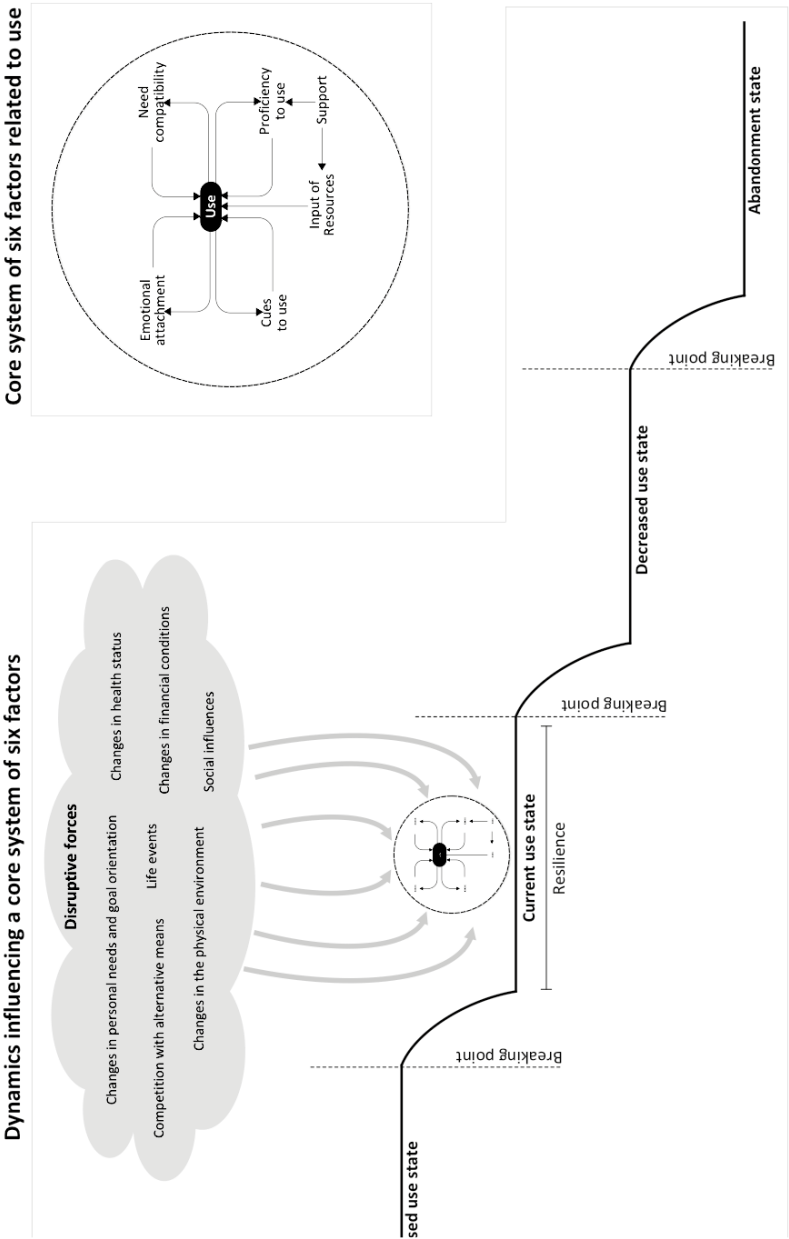 Dynamics influencing a core system of six factors
Disruptive forces
Changes in personal needs and goal orientation
Changes in health status
Competition with alternative means
Life events
Changes in financial conditions
Changes in the physical environment
Social influences
sed use state
Breaking point
Current use state
Resilience
Breaking point
Decreased use state
Breaking point
Abandonment state
Core system of six factors related to use
Emotional
attachment
Need
compatibility
Use
Cues
to use
Proficiency
to use
Input of
Resources
Support